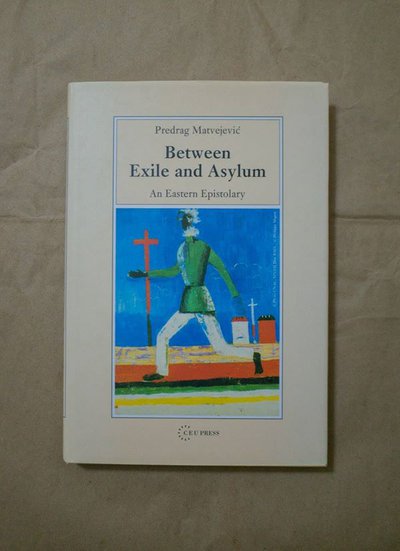 Predrag Matvejević
Between
Exile and Asylum
An Eastern Epistolary
CEU PRESS